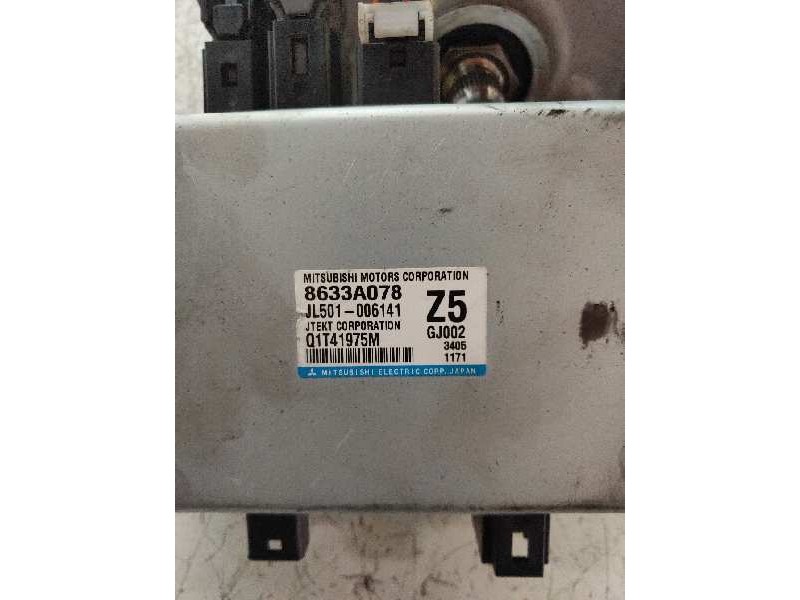 MITSUBISHI MOTORS CORPORATION
8633A078
JL501-006141
JTEKT CORPORATION
Q1T41975M
Z5
GJ002
3405
1171
MITSUBISHI ELECTRIC CORP. JAPAN